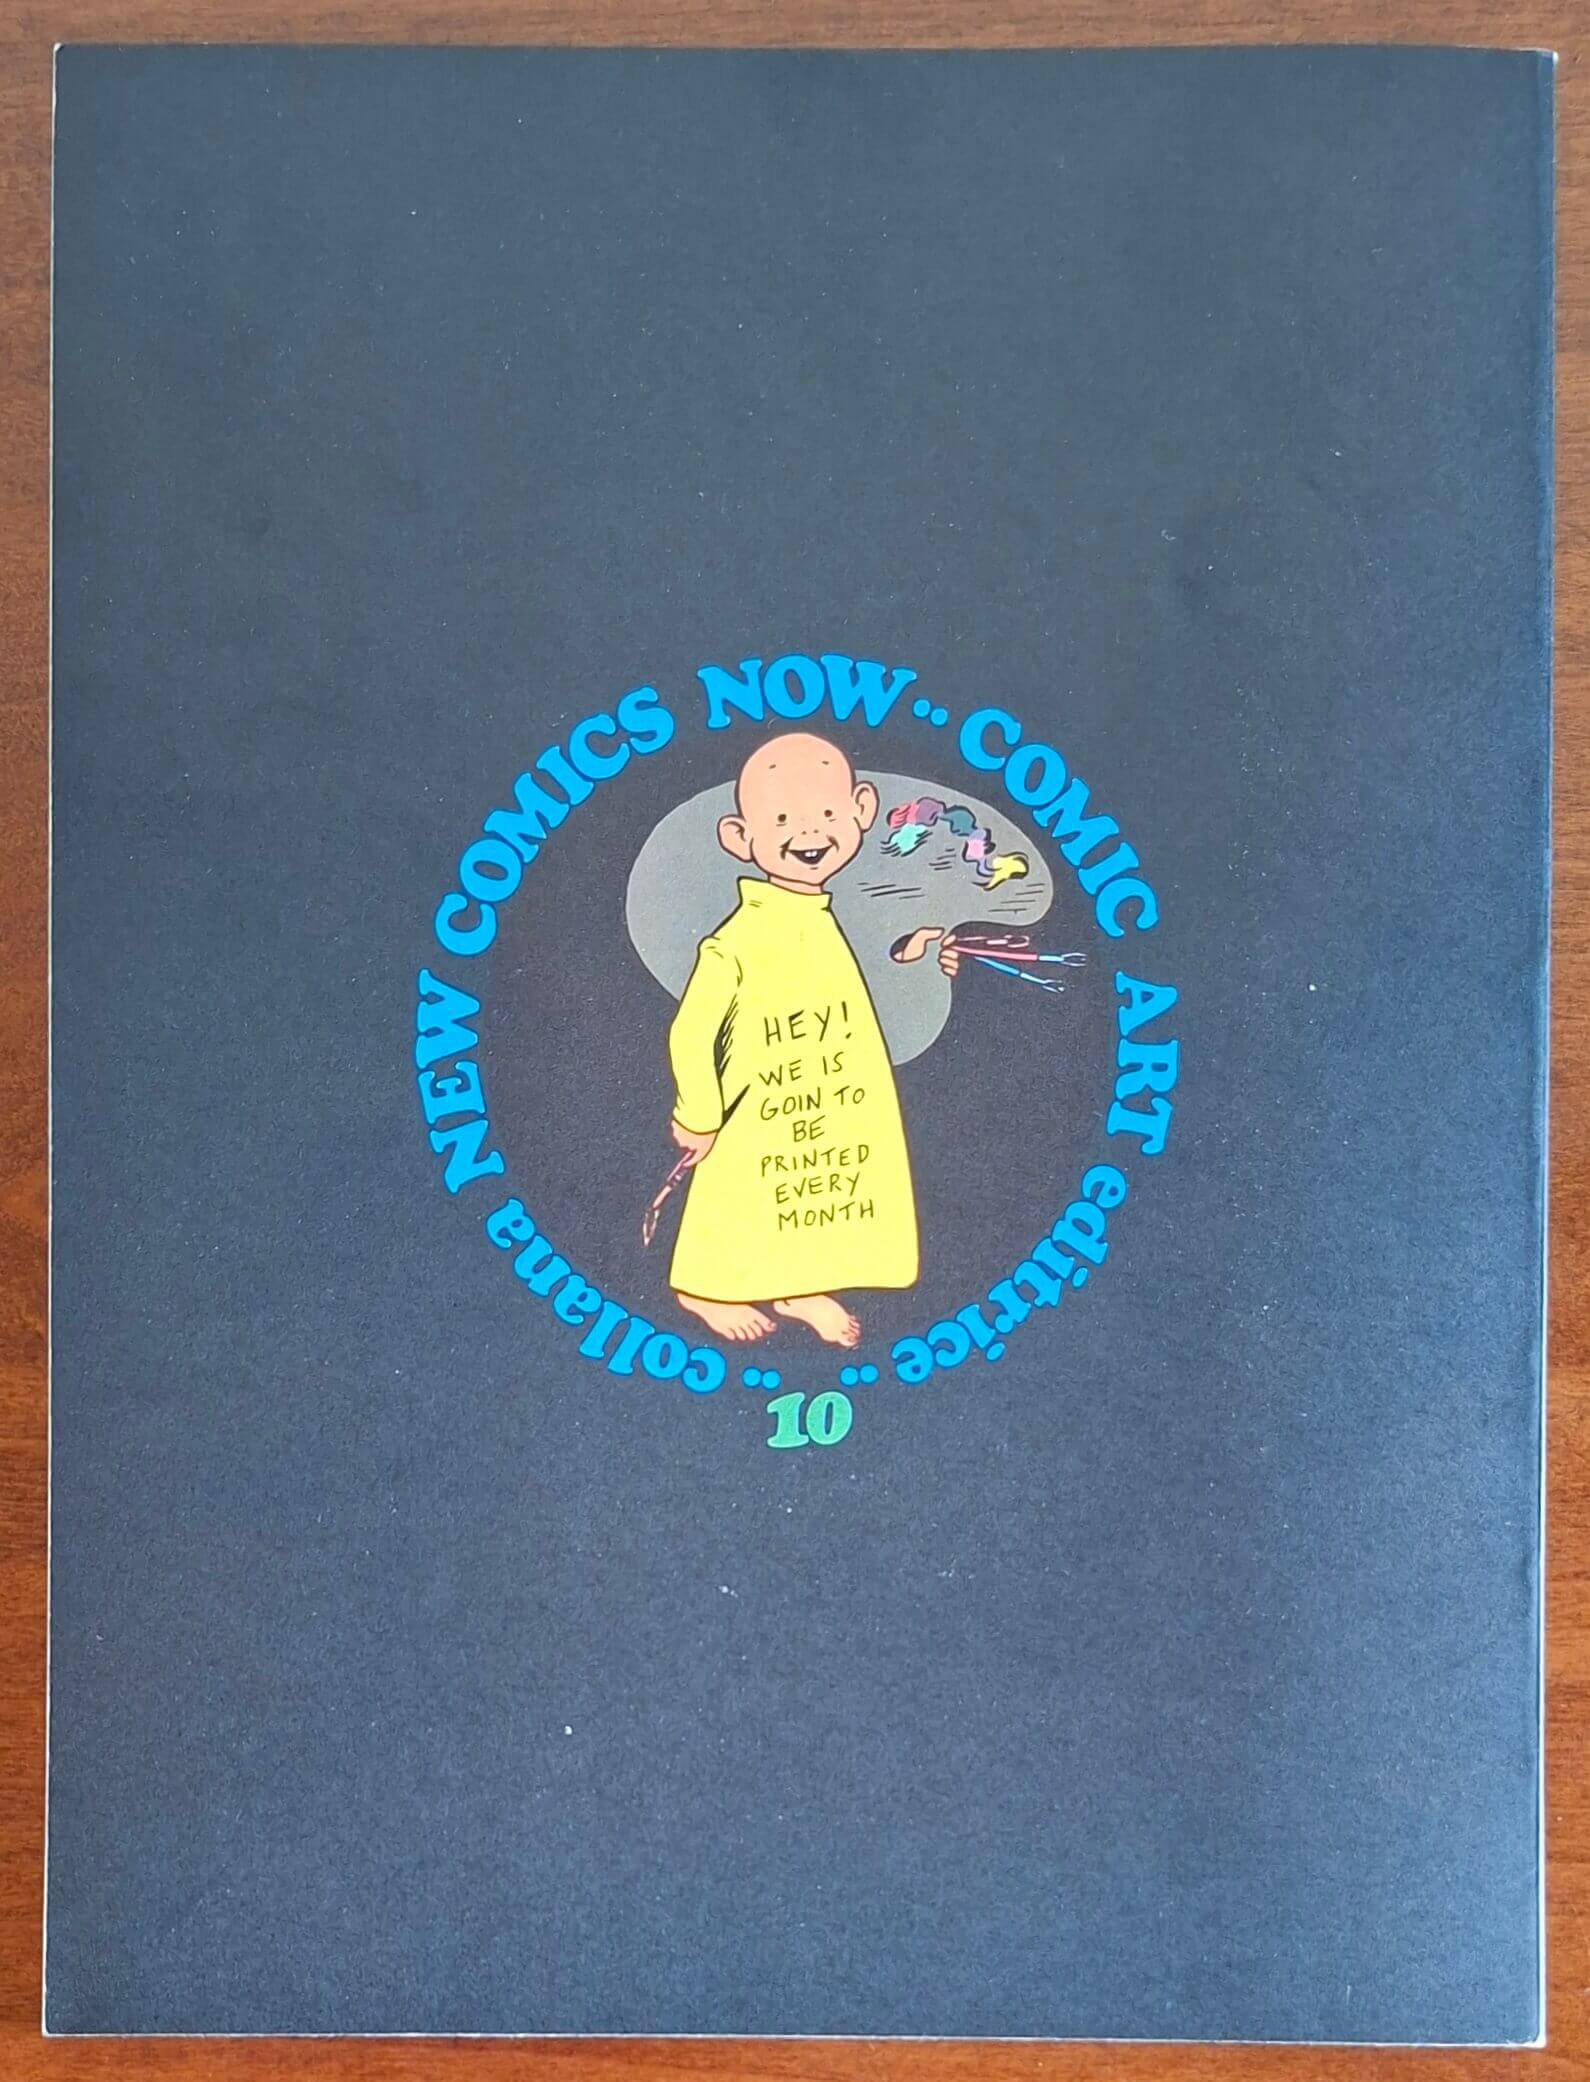 collana NEW COMICS NOW·· COMIC ART editrice··
HEY!
WE IS
GOIN TO
BE
PRINTED
EVERY
MONTH
10